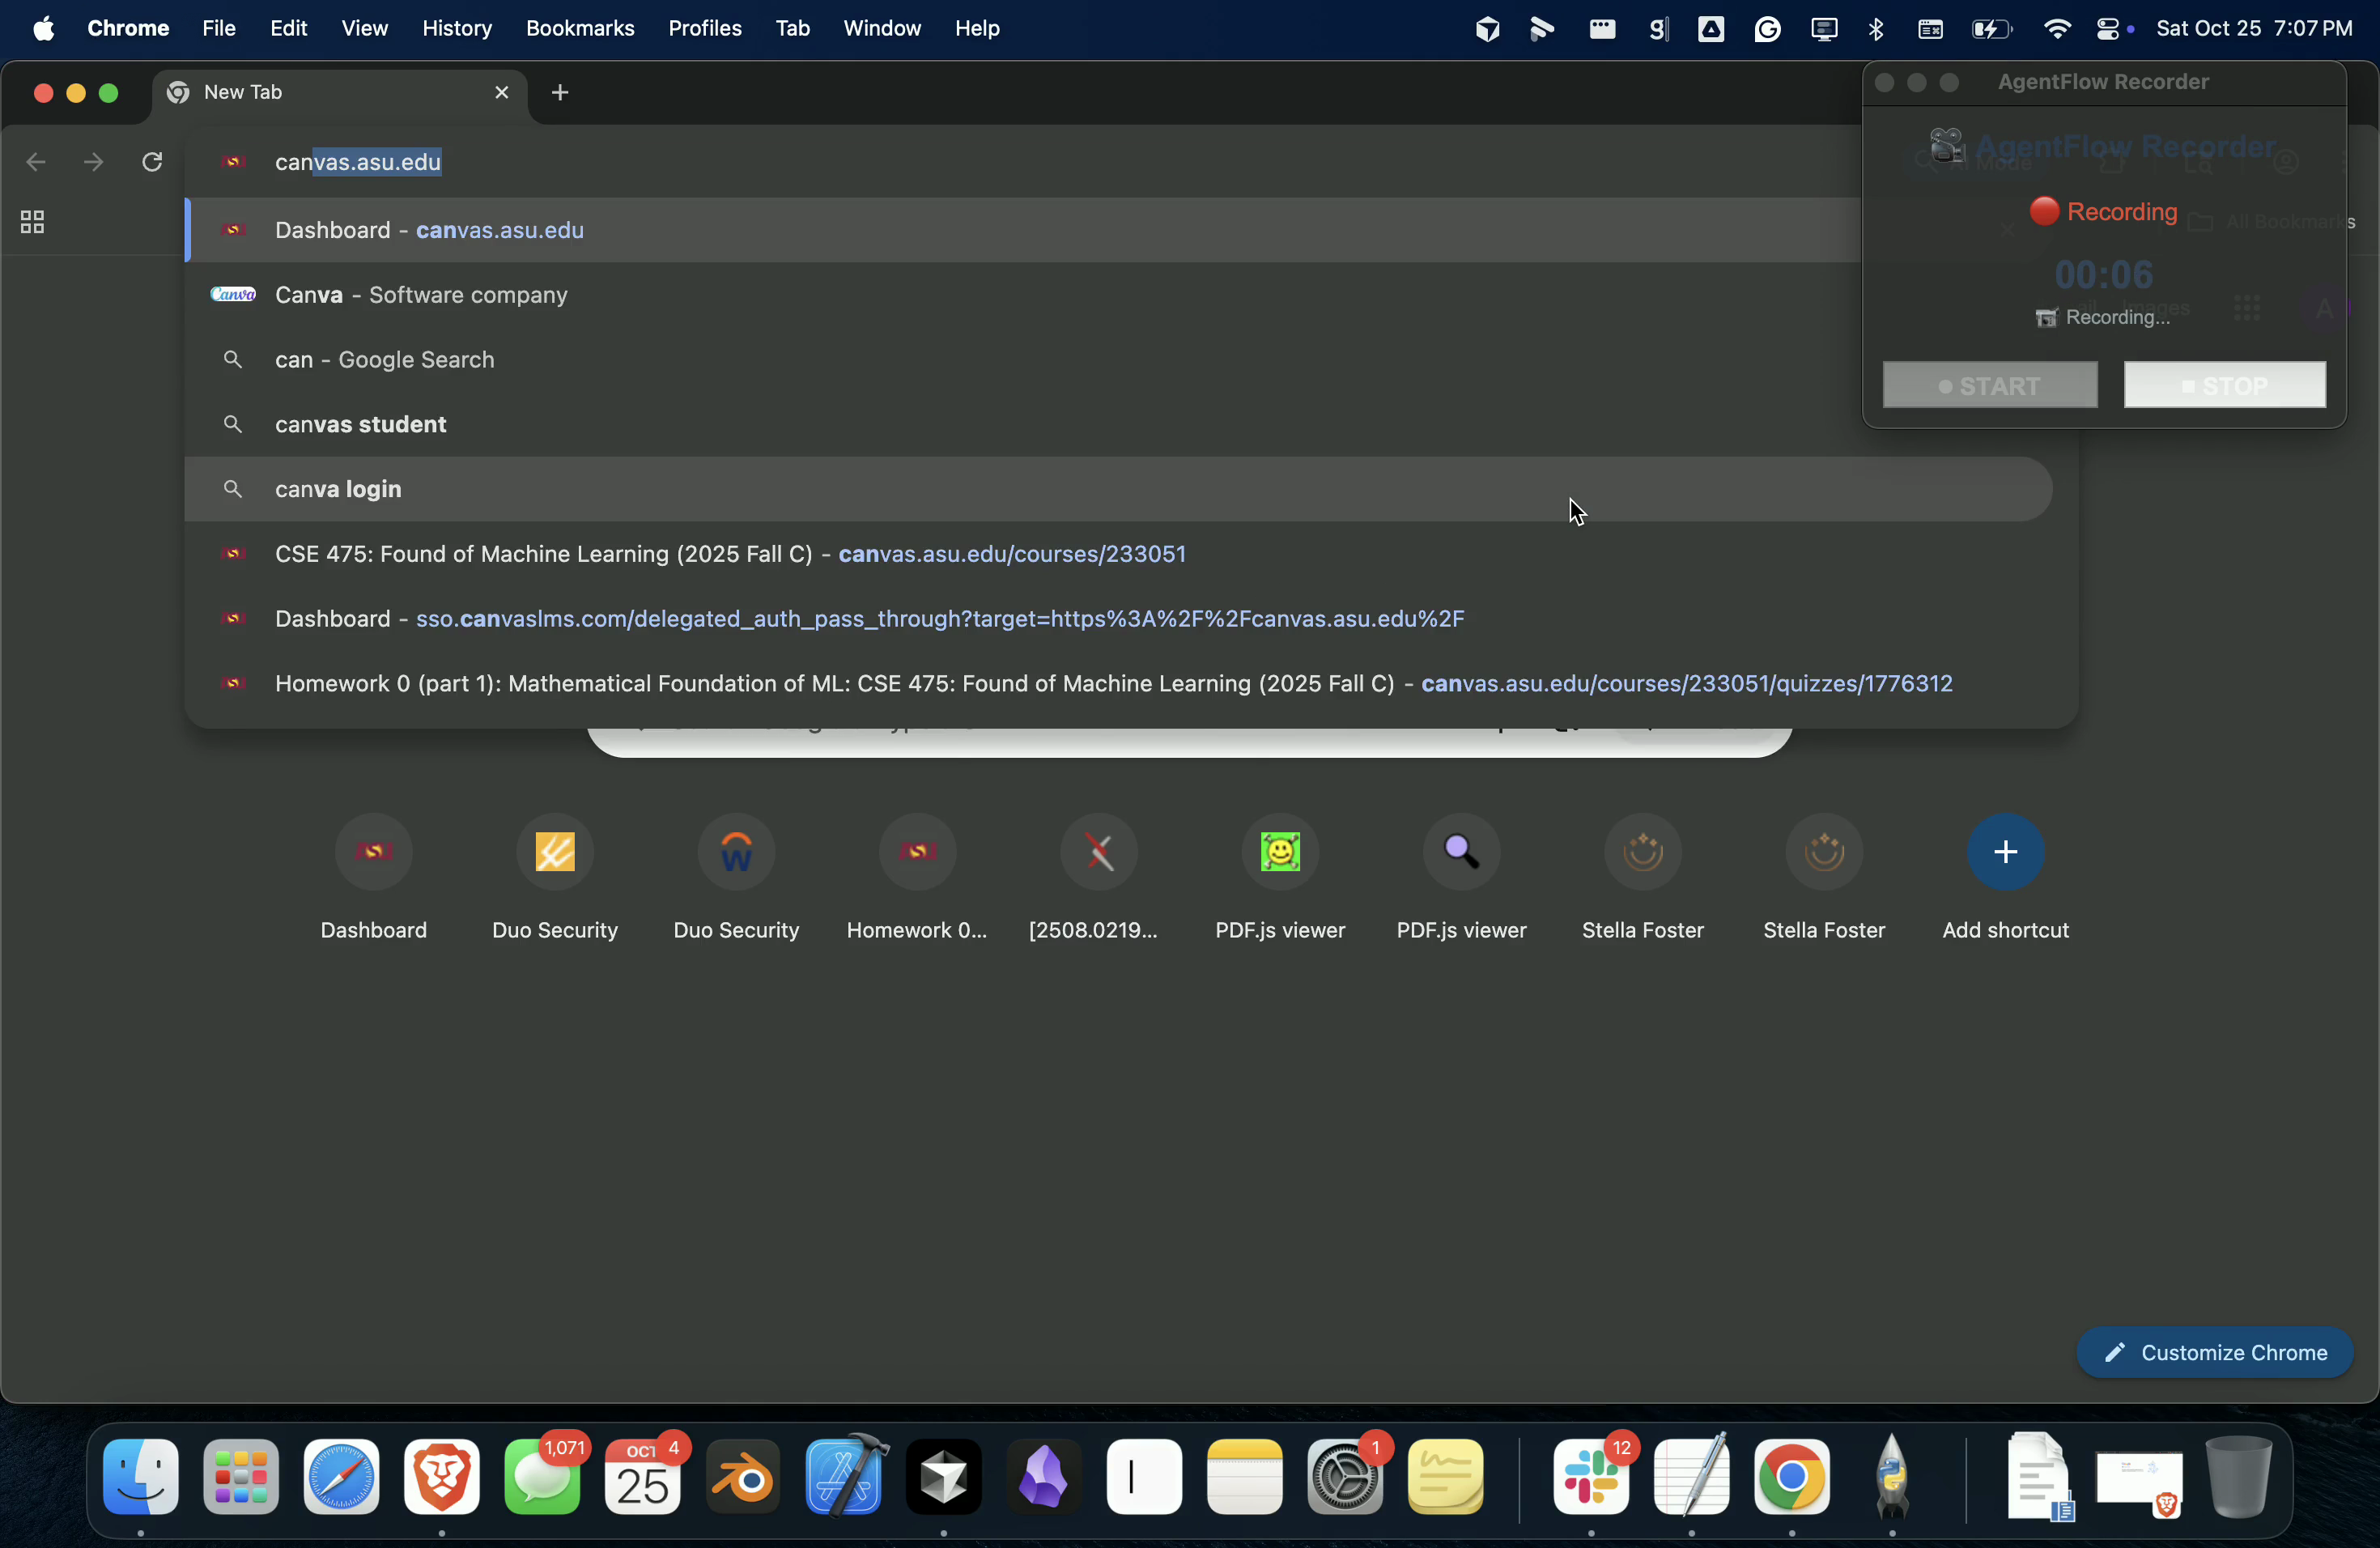 Chrome File Edit View History Bookmarks Profiles Tab Window Help
Sat Oct 25 7:07 PM
New Tab
AgentFlow Recorder
canvas.asu.edu
AgentFlow Recorder
AI Mode
Recording
All Bookmarks
Dashboard - canvas.asu.edu
00:06
Canva - Software company
Images
A
Recording...
can - Google Search
START
STOP
canvas student
canva login
CSE 475: Found of Machine Learning (2025 Fall C) - canvas.asu.edu/courses/233051
Dashboard - sso.canvaslms.com/delegated_auth_pass_through?target=https%3A%2F%2Fcanvas.asu.edu%2F
Homework 0 (part 1): Mathematical Foundation of ML: CSE 475: Found of Machine Learning (2025 Fall C) - canvas.asu.edu/courses/233051/quizzes/1776312
Dashboard
Duo Security
Duo Security
Homework 0...
[2508.0219...
PDF.js viewer
PDF.js viewer
Stella Foster
Stella Foster
Add shortcut
Customize Chrome
1,071
OCT
4
25
1
12